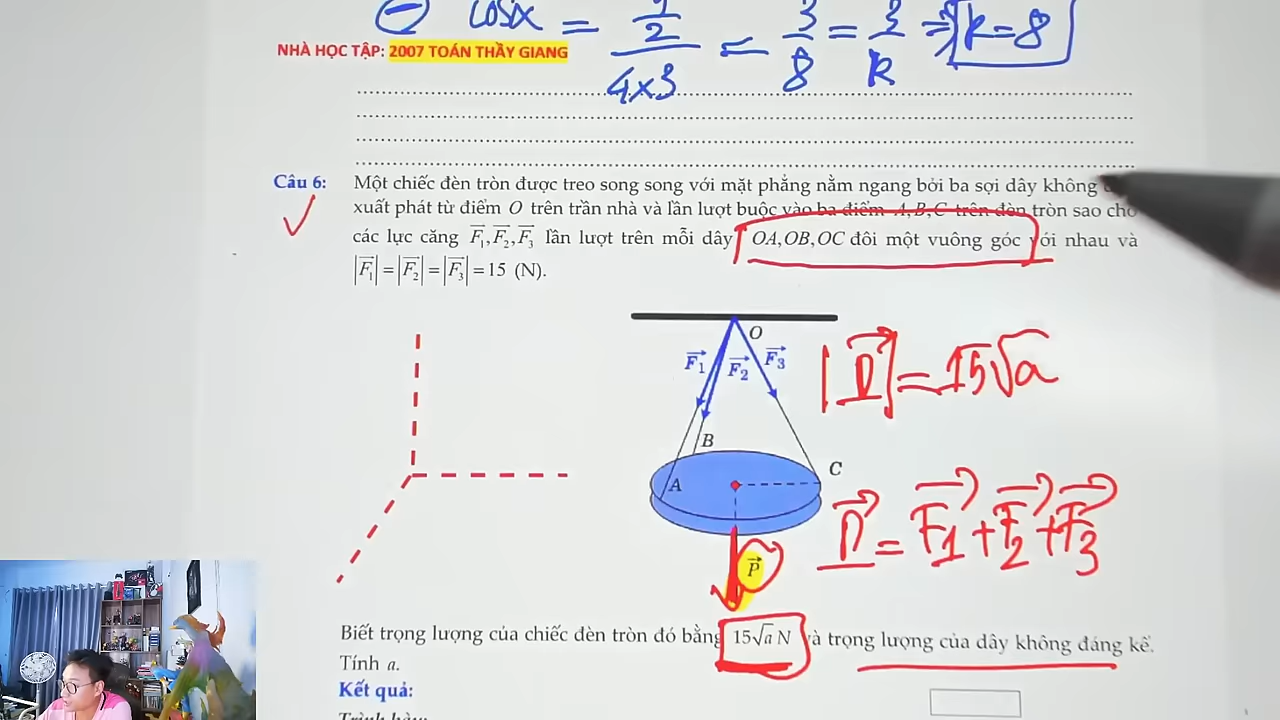 cosα = 1/2 / 4x3 = 3/8 = 3/k ⇒ k=8
NHÀ HỌC TẬP: 2007 TOÁN THẦY GIANG
Câu 6: Một chiếc đèn tròn được treo song song với mặt phẳng nằm ngang bởi ba sợi dây không
xuất phát từ điểm O trên trần nhà và lần lượt buộc vào ba điểm A, B, C trên đèn tròn sao cho
các lực căng F₁, F₂, F₃ lần lượt trên mỗi dây OA, OB, OC đôi một vuông góc với nhau và
|F₁| = |F₂| = |F₃| = 15 (N).
O
F₁
F₂
F₃
|P| = 15√a
B
A
C
P = F1 + F2 + F3
P
Biết trọng lượng của chiếc đèn tròn đó bằng 15√a N và trọng lượng của dây không đáng kể.
Tính a.
Kết quả: